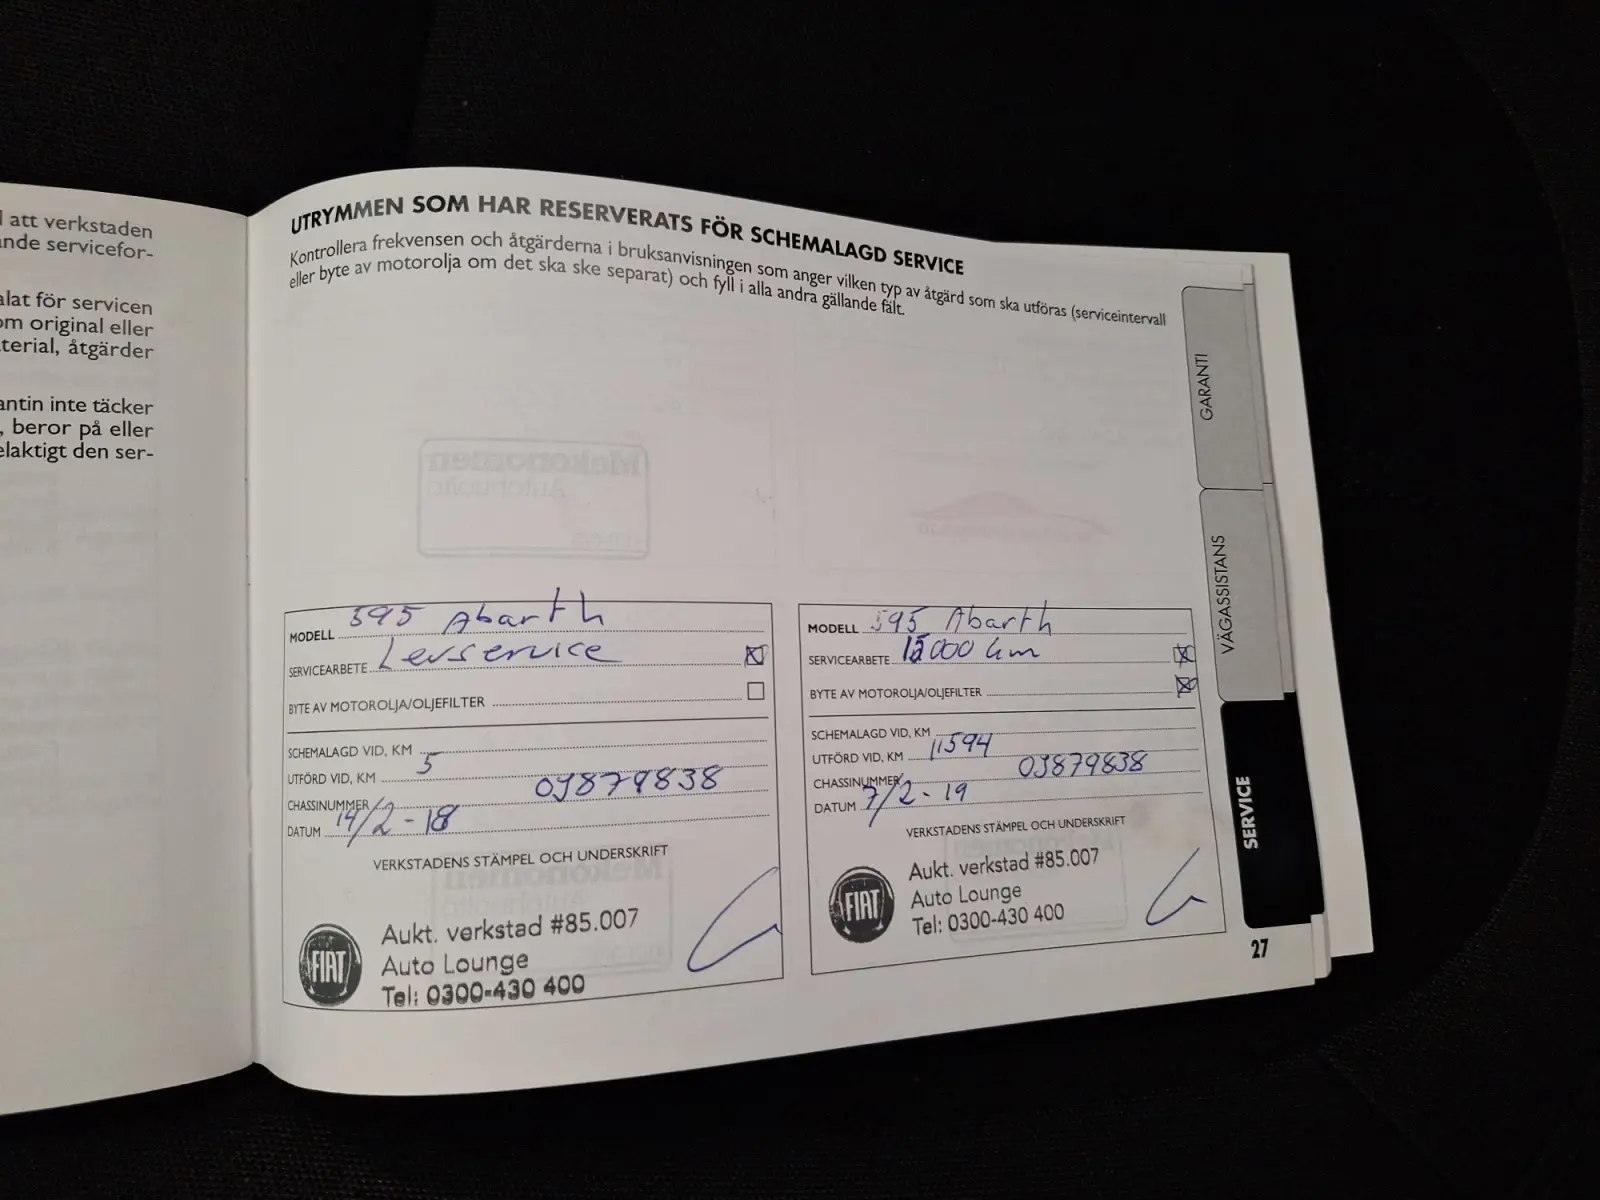 l att verkstaden
ande servicefor-
alat för servicen
om original eller
terial, åtgärder
antin inte täcker
, beror på eller
elaktigt den ser-
UTRYMMEN SOM HAR RESERVERATS FÖR SCHEMALAGD SERVICE
Kontrollera frekvensen och åtgärderna i bruksanvisningen som anger vilken typ av åtgärd som ska utföras (serviceintervall
eller byte av motorolja om det ska ske separat) och fyll i alla andra gällande fält.
Mekonomen
Autohuolto
MODELL 595 Abarth
SERVICEARBETE Levservice
BYTE AV MOTOROLJA/OLJEFILTER
SCHEMALAGD VID, KM
UTFÖRD VID, KM 5
CHASSINUMMER 0J879838
DATUM 14/2-18
VERKSTADENS STÄMPEL OCH UNDERSKRIFT
FIAT
Aukt. verkstad #85.007
Auto Lounge
Tel: 0300-430 400
MODELL 595 Abarth
SERVICEARBETE 15000 km
BYTE AV MOTOROLJA/OLJEFILTER
SCHEMALAGD VID, KM
UTFÖRD VID, KM 11594
CHASSINUMMER 0J879838
DATUM 7/2-19
VERKSTADENS STÄMPEL OCH UNDERSKRIFT
FIAT
Aukt. verkstad #85.007
Auto Lounge
Tel: 0300-430 400
GARANTI
VÄGASSISTANS
SERVICE
27